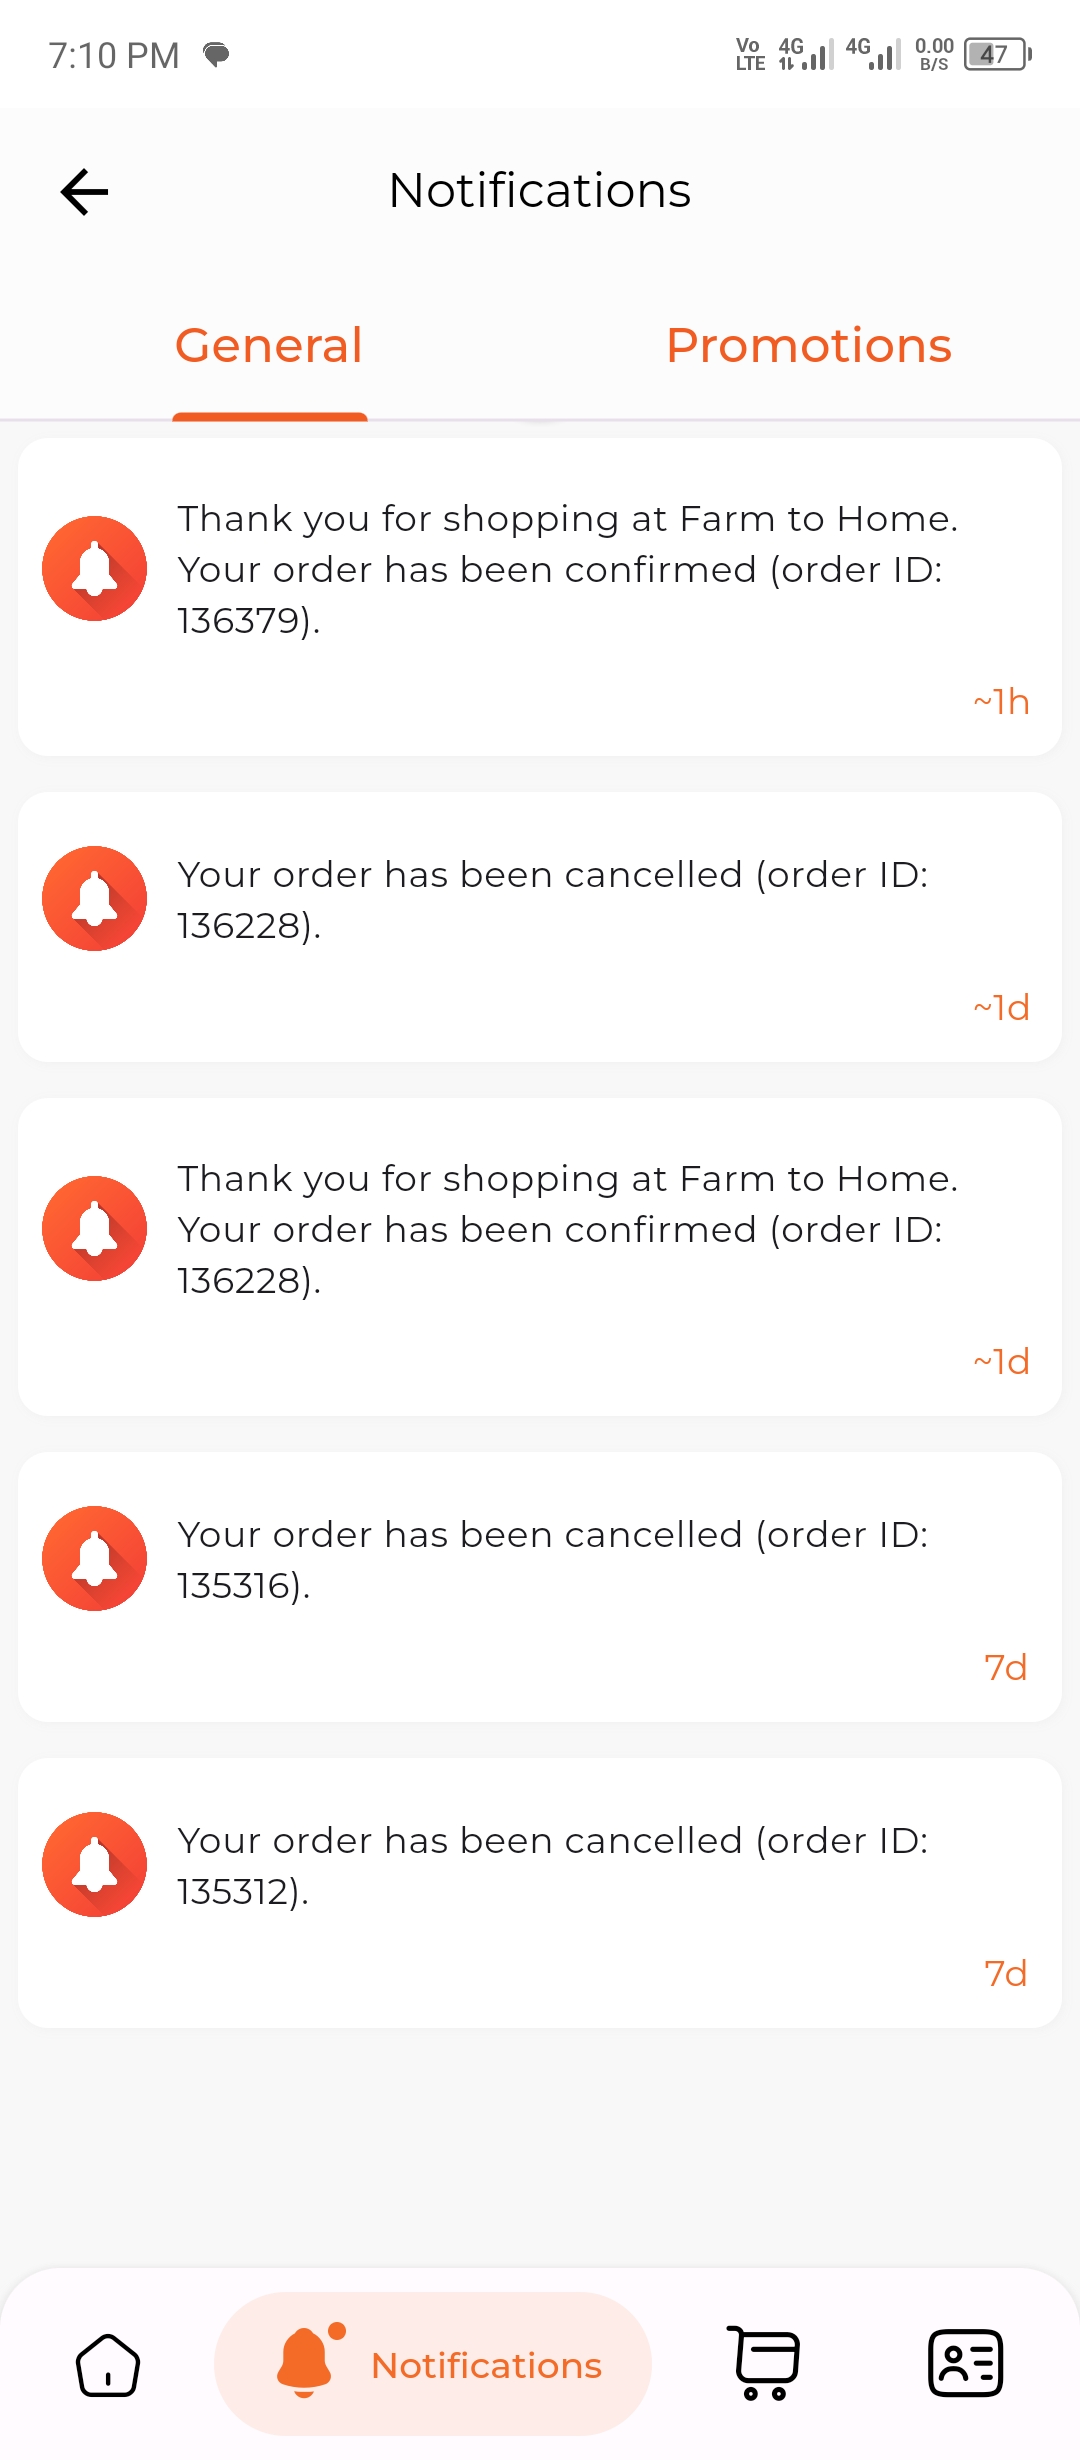 7:10 PM
Vo LTE 4G 4G 0.00 B/S 47
Notifications
General Promotions
Thank you for shopping at Farm to Home.
Your order has been confirmed (order ID:
136379).
~1h
Your order has been cancelled (order ID:
136228).
~1d
Thank you for shopping at Farm to Home.
Your order has been confirmed (order ID:
136228).
~1d
Your order has been cancelled (order ID:
135316).
7d
Your order has been cancelled (order ID:
135312).
7d
Notifications